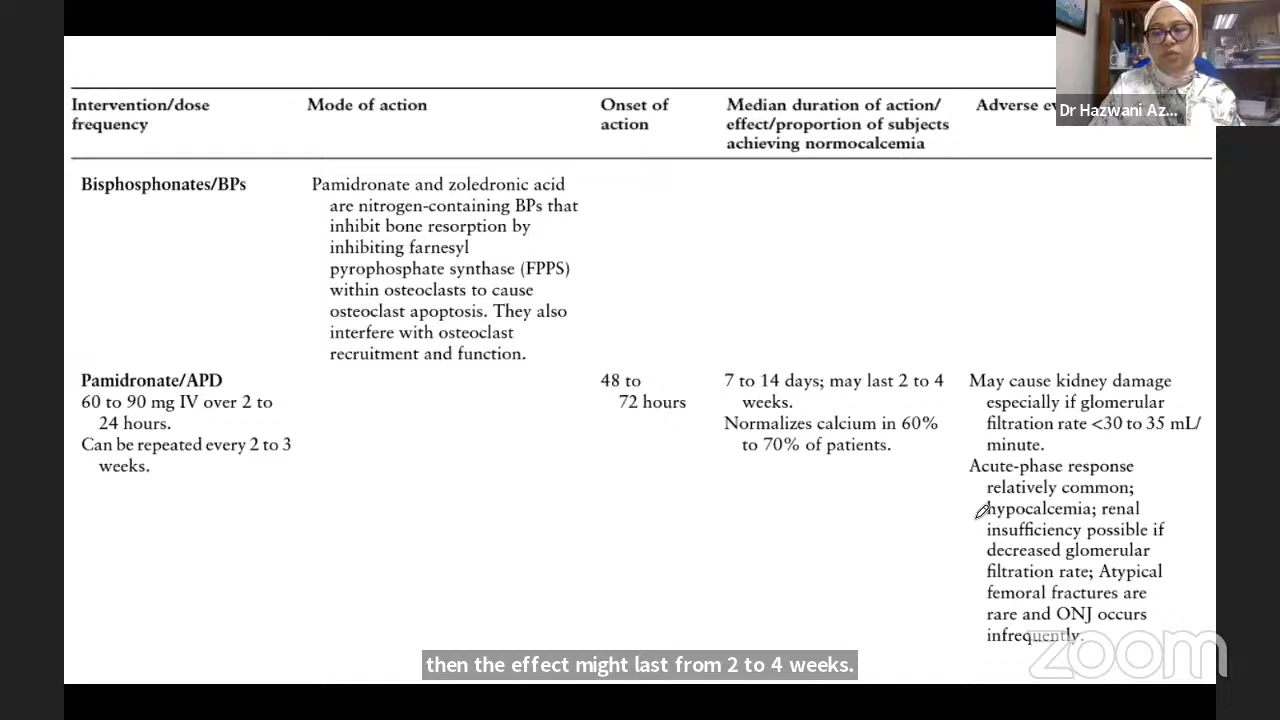 Intervention/dose
frequency
Mode of action
Onset of
action
Median duration of action/
effect/proportion of subjects
achieving normocalcemia
Adverse
Dr Hazwani Az...
Bisphosphonates/BPs
Pamidronate and zoledronic acid
are nitrogen-containing BPs that
inhibit bone resorption by
inhibiting farnesyl
pyrophosphate synthase (FPPS)
within osteoclasts to cause
osteoclast apoptosis. They also
interfere with osteoclast
recruitment and function.
Pamidronate/APD
60 to 90 mg IV over 2 to
24 hours.
Can be repeated every 2 to 3
weeks.
48 to
72 hours
7 to 14 days; may last 2 to 4
weeks.
Normalizes calcium in 60%
to 70% of patients.
May cause kidney damage
especially if glomerular
filtration rate <30 to 35 mL/
minute.
Acute-phase response
relatively common;
hypocalcemia; renal
insufficiency possible if
decreased glomerular
filtration rate; Atypical
femoral fractures are
rare and ONJ occurs
infrequently.
zoom
then the effect might last from 2 to 4 weeks.